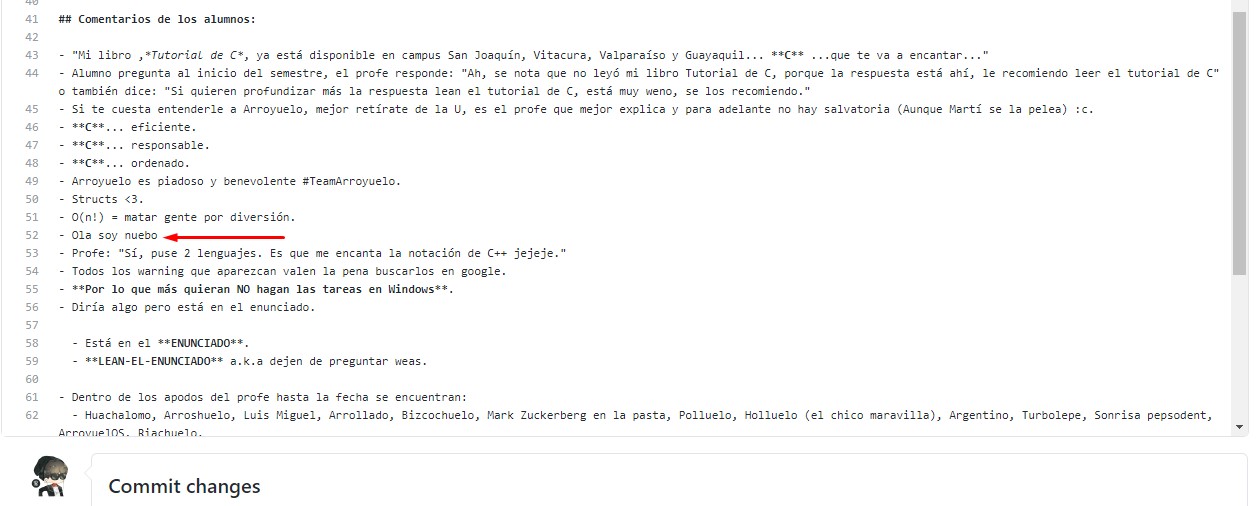 40
41 ## Comentarios de los alumnos:
42
43 - "Mi libro ,*Tutorial de C*, ya está disponible en campus San Joaquín, Vitacura, Valparaíso y Guayaquil... **C** ...que te va a encantar..."
44 - Alumno pregunta al inicio del semestre, el profe responde: "Ah, se nota que no leyó mi libro Tutorial de C, porque la respuesta está ahí, le recomiendo leer el tutorial de C"
o también dice: "Si quieren profundizar más la respuesta lean el tutorial de C, está muy weno, se los recomiendo."
45 - Si te cuesta entenderle a Arroyuelo, mejor retírate de la U, es el profe que mejor explica y para adelante no hay salvatoria (Aunque Martí se la pelea) :c.
46 - **C**... eficiente.
47 - **C**... responsable.
48 - **C**... ordenado.
49 - Arroyuelo es piadoso y benevolente #TeamArroyuelo.
50 - Structs <3.
51 - O(n!) = matar gente por diversión.
52 - Ola soy nuebo
53 - Profe: "Sí, puse 2 lenguajes. Es que me encanta la notación de C++ jejeje."
54 - Todos los warning que aparezcan valen la pena buscarlos en google.
55 - **Por lo que más quieran NO hagan las tareas en Windows**.
56 - Diría algo pero está en el enunciado.
57
58 - Está en el **ENUNCIADO**.
59 - **LEAN-EL-ENUNCIADO** a.k.a dejen de preguntar weas.
60
61 - Dentro de los apodos del profe hasta la fecha se encuentran:
62 - Huachalomo, Arroshuelo, Luis Miguel, Arrollado, Bizcochuelo, Mark Zuckerberg en la pasta, Polluelo, Holluelo (el chico maravilla), Argentino, Turbolepe, Sonrisa pepsodent,
ArroyuelOS, Riachuelo.
Commit changes